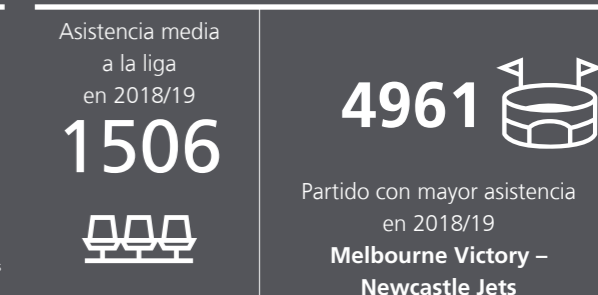 Asistencia media
a la liga
en 2018/19
1506
4961
Partido con mayor asistencia
en 2018/19
Melbourne Victory –
Newcastle Jets